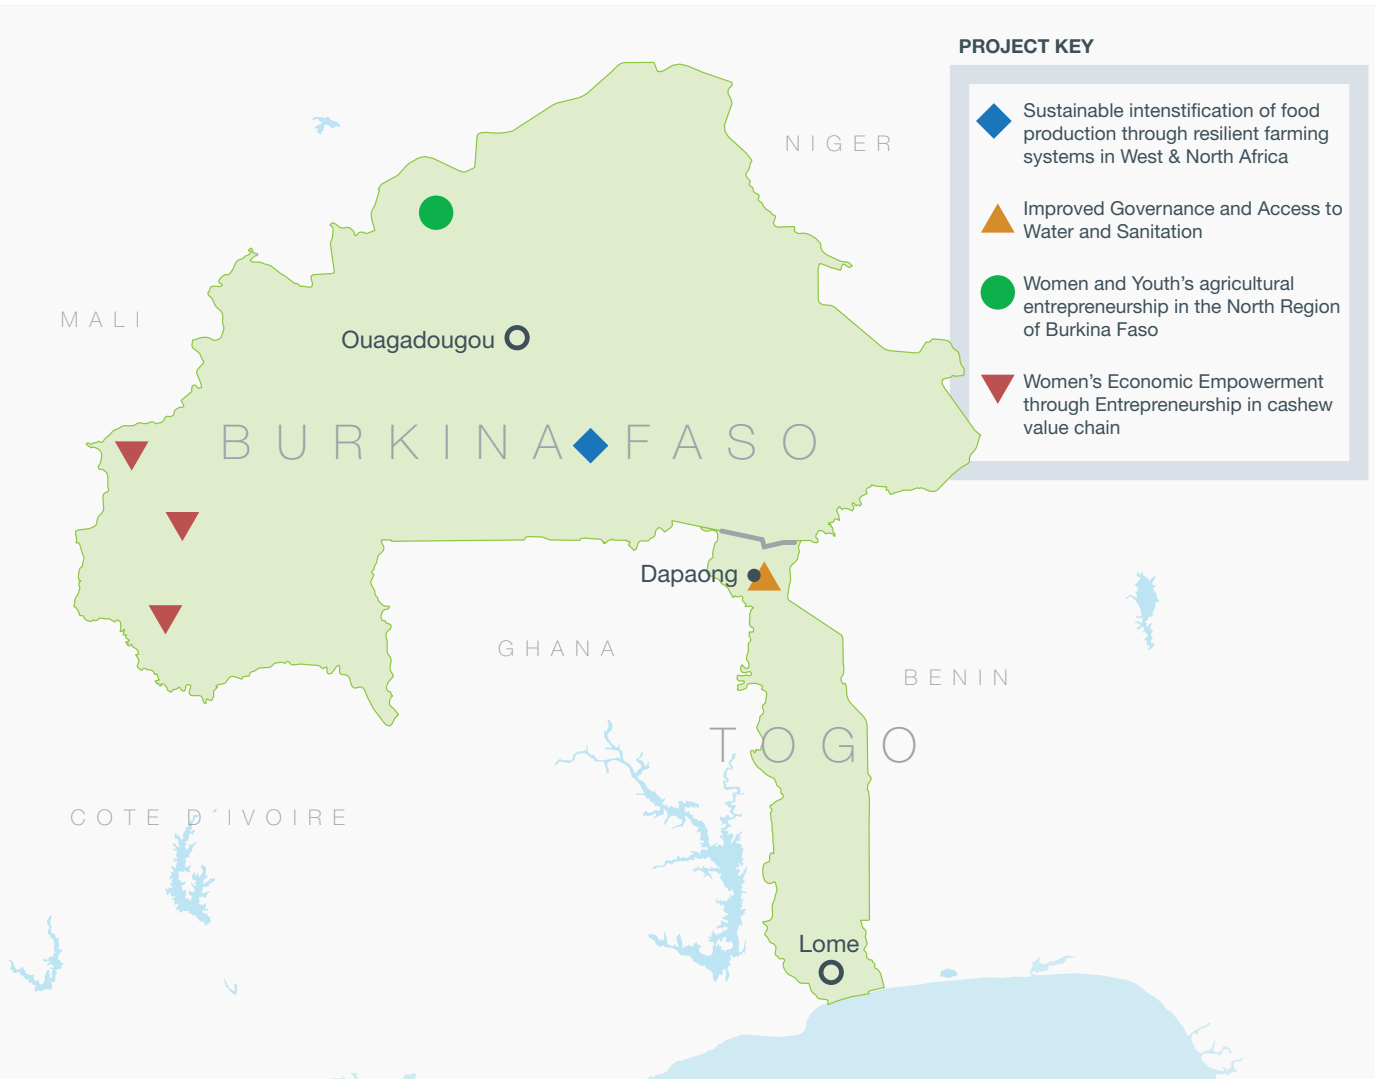 PROJECT KEY
Sustainable intenstification of food
production through resilient farming
systems in West & North Africa
Improved Governance and Access to
Water and Sanitation
Women and Youth’s agricultural
entrepreneurship in the North Region
of Burkina Faso
Women’s Economic Empowerment
through Entrepreneurship in cashew
value chain
NIGER
MALI
Ouagadougou
BURKINA FASO
Dapaong
GHANA
BENIN
TOGO
COTE D´IVOIRE
Lome